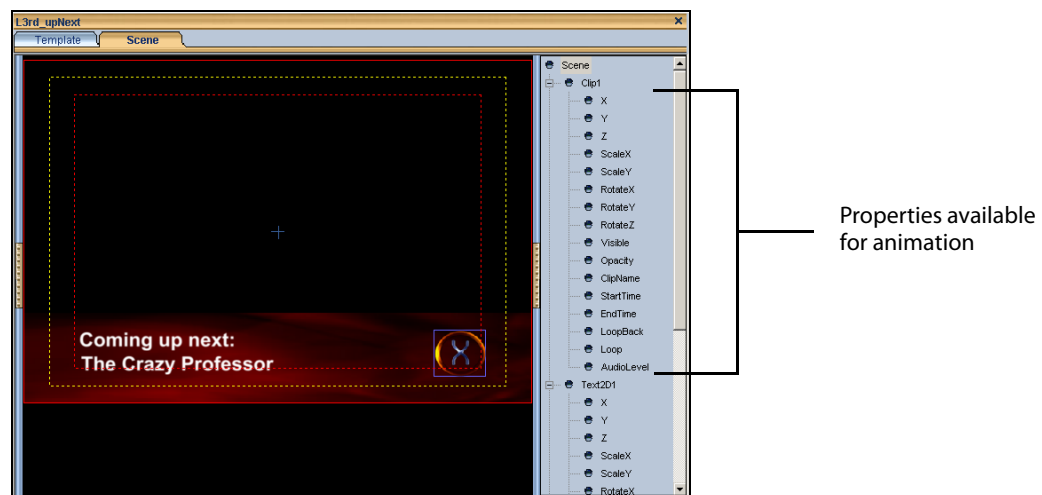 L3rd_upNext
Template
Scene
Coming up next:
The Crazy Professor
Scene
Clip1
X
Y
Z
ScaleX
ScaleY
RotateX
RotateY
RotateZ
Visible
Opacity
ClipName
StartTime
EndTime
LoopBack
Loop
AudioLevel
Text2D1
X
Y
Z
ScaleX
ScaleY
RotateX
Properties available
for animation